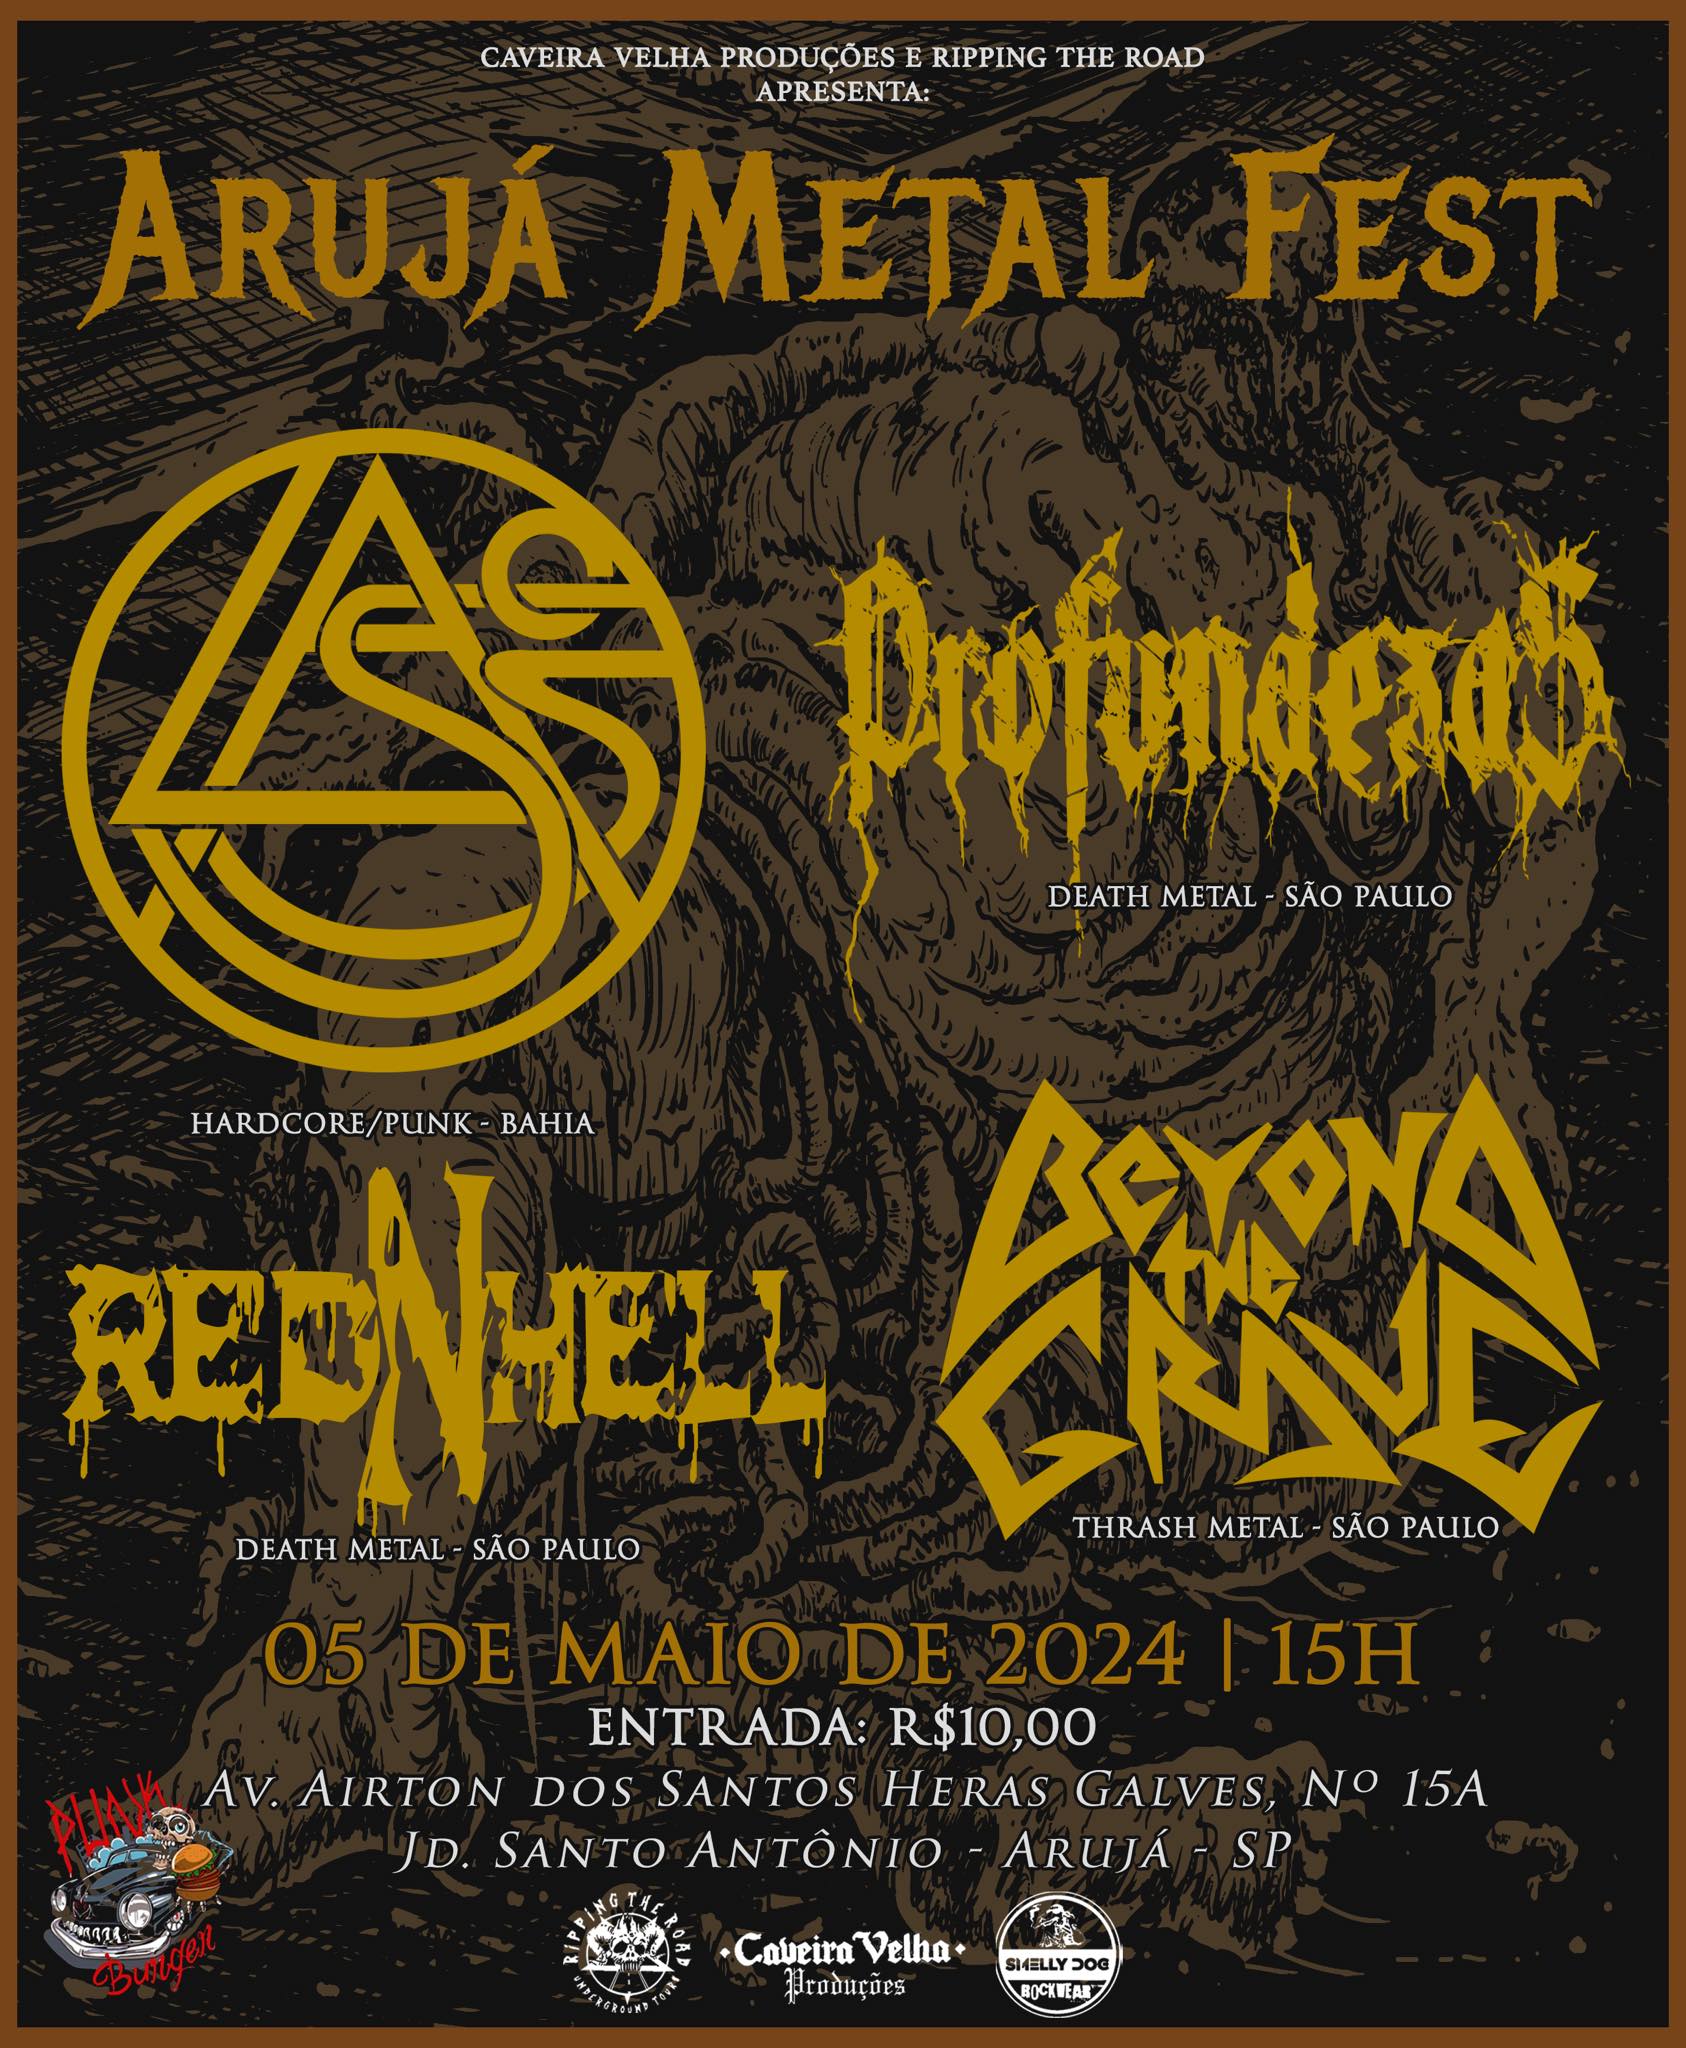 CAVEIRA VELHA PRODUÇÕES E RIPPING THE ROAD
APRESENTA:
ARUJÁ METAL FEST
PROFUNDEZAS
DEATH METAL - SÃO PAULO
HARDCORE/PUNK - BAHIA
REDNHELL
DEATH METAL - SÃO PAULO
BEYOND
THE
GRAVE
THRASH METAL - SÃO PAULO
05 DE MAIO DE 2024 | 15H
ENTRADA: R$10,00
AV. AIRTON DOS SANTOS HERAS GALVES, Nº 15A
JD. SANTO ANTÔNIO - ARUJÁ - SP
PUNK
Burger
RIPPING THE ROAD
UNDERGROUND TOURS
Caveira Velha
Produções
SMELLY DOG
ROCKWEAR